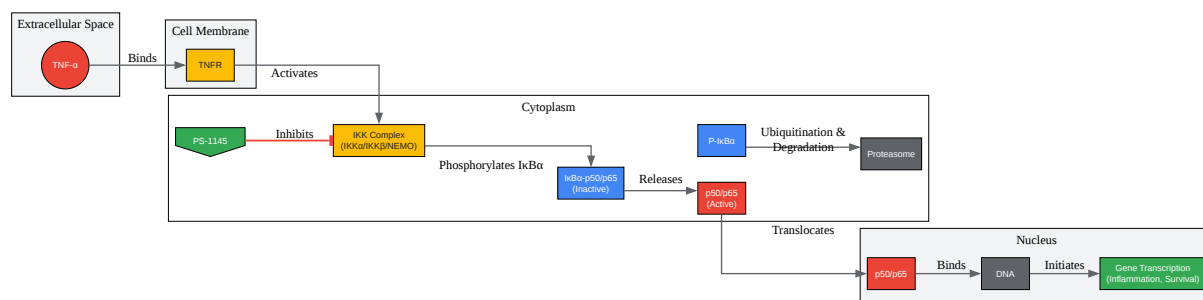 Extracellular Space
TNF-α
Binds
Cell Membrane
TNFR
Activates
Cytoplasm
PS-1145
Inhibits
IKK Complex
(IKKα/IKKβ/NEMO)
Phosphorylates IκBα
IκBα-p50/p65
(Inactive)
Releases
p50/p65
(Active)
P-IκBα
Ubiquitination &
Degradation
Proteasome
Translocates
Nucleus
p50/p65
Binds
DNA
Initiates
Gene Transcription
(Inflammation, Survival)